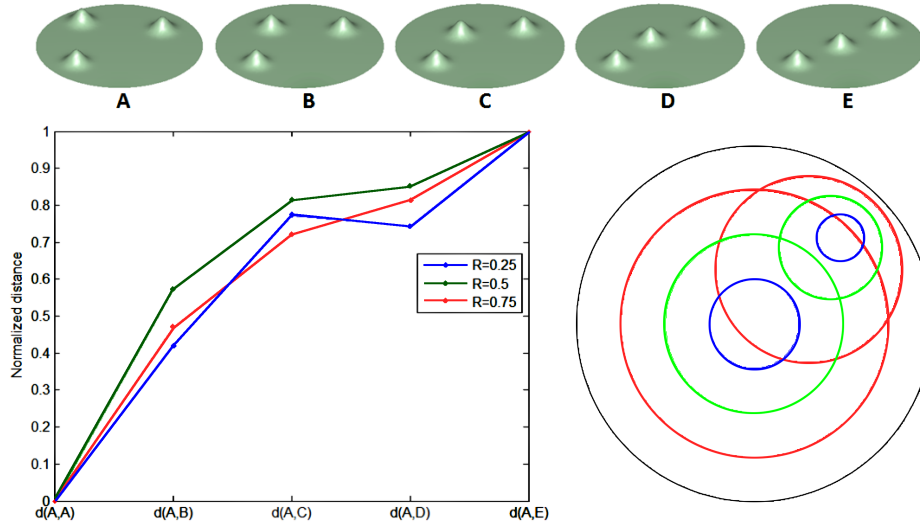 A B C D E
1
0.9
0.8
0.7
0.6
0.5
0.4
0.3
0.2
0.1
0
Normalized distance
R=0.25
R=0.5
R=0.75
d(A,A) d(A,B) d(A,C) d(A,D) d(A,E)